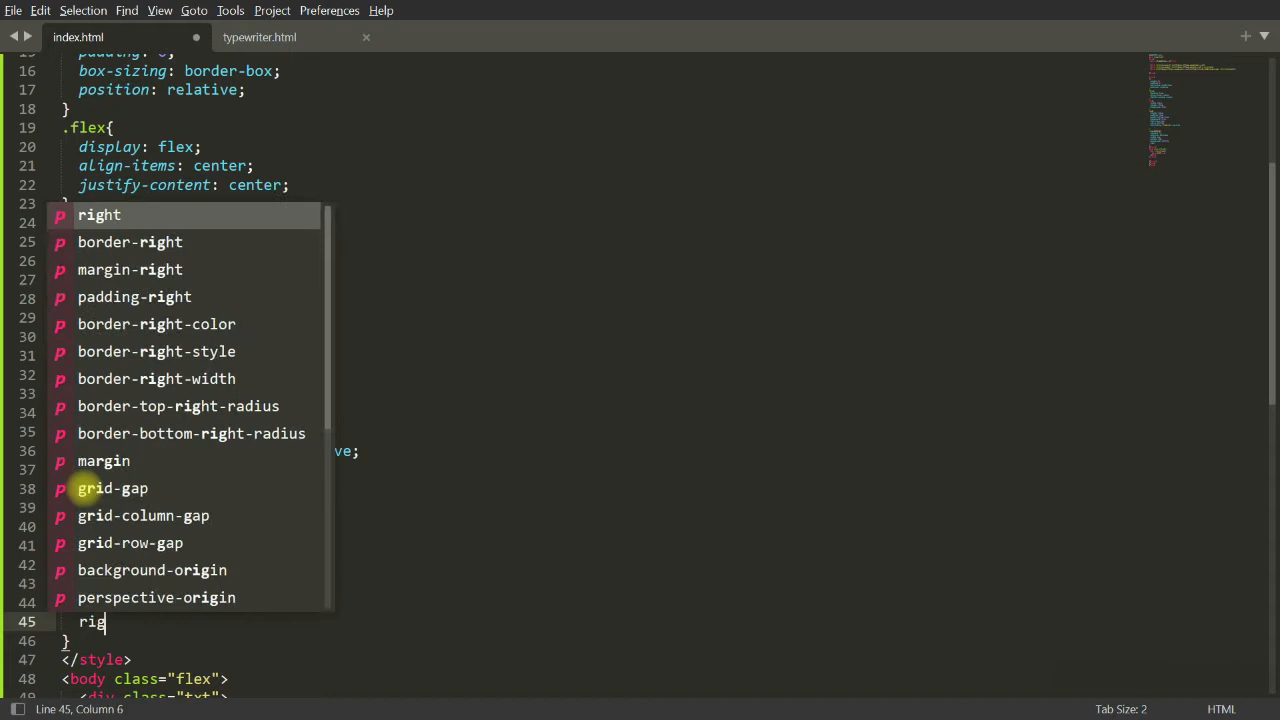 File Edit Selection Find View Goto Tools Project Preferences Help
index.html typewriter.html
16 box-sizing: border-box;
17 position: relative;
18 }
19 .flex{
20 display: flex;
21 align-items: center;
22 justify-content: center;
23
24 right
25 border-right
26 margin-right
27
28 padding-right
29 border-right-color
30
31 border-right-style
32 border-right-width
33
34 border-top-right-radius
35 border-bottom-right-radius
36 ve;
37 margin
38 grid-gap
39 grid-column-gap
40
41 grid-row-gap
42 background-origin
43
44 perspective-origin
45 rig
46 }
47 </style>
48 <body class="flex">
49 <div class="txt">
Line 45, Column 6 Tab Size: 2 HTML